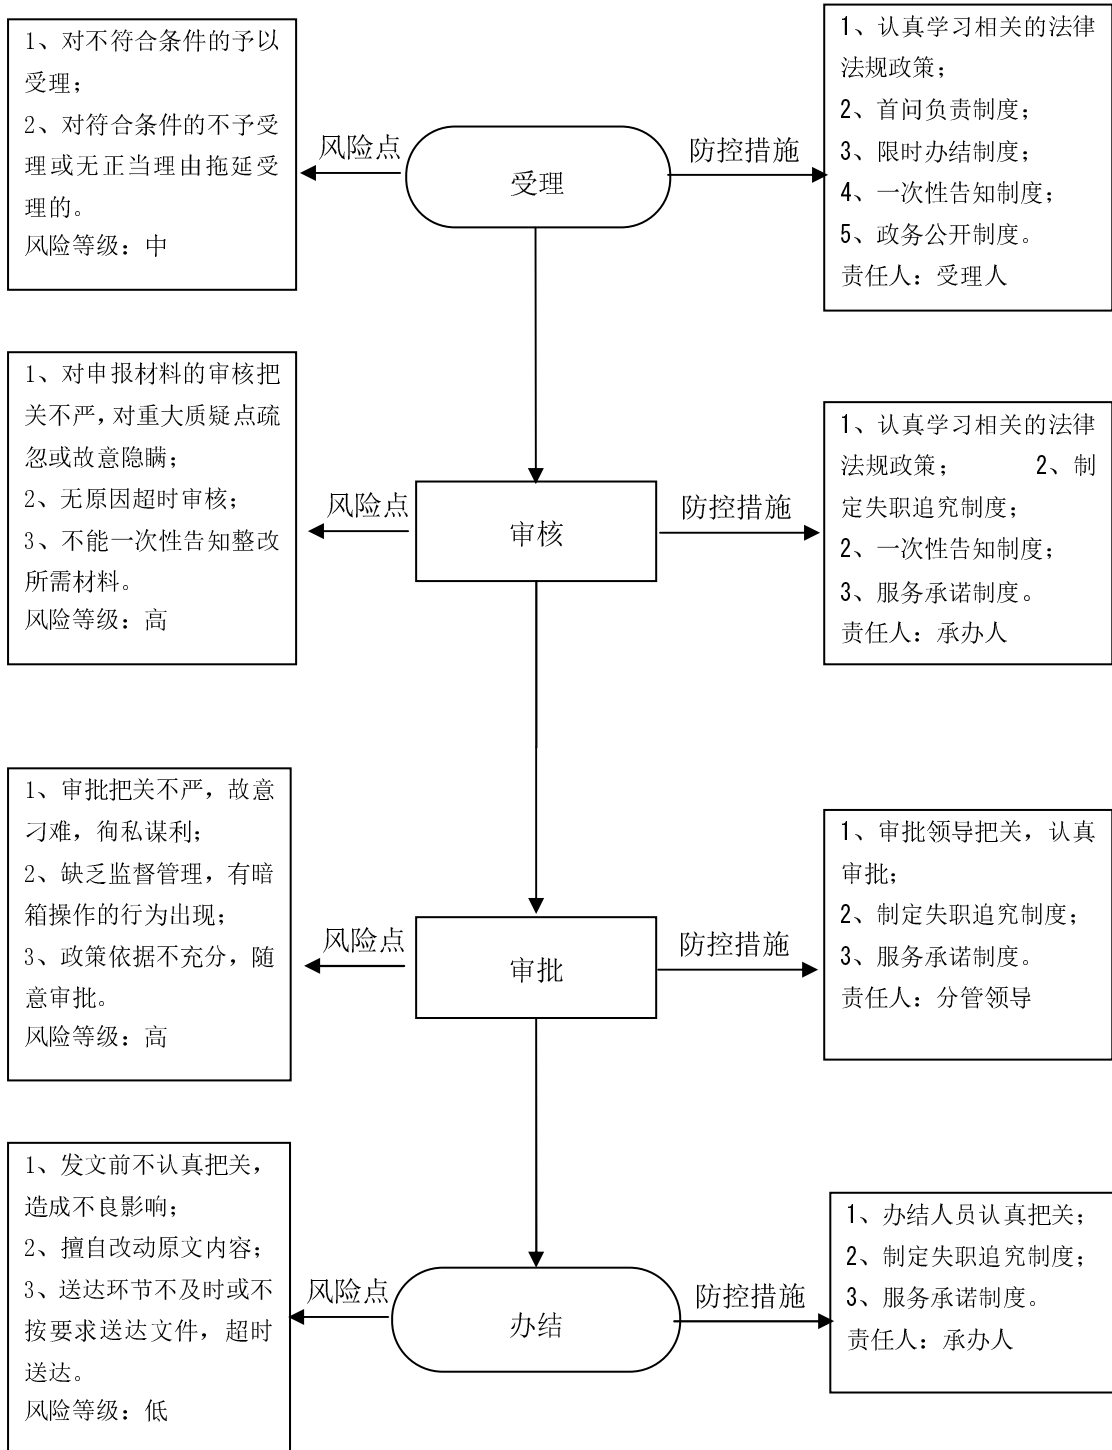 1、对不符合条件的予以
受理；
2、对符合条件的不予受
理或无正当理由拖延受
理的。
风险等级：中
风险点
受理
防控措施
1、认真学习相关的法律
法规政策；
2、首问负责制度；
3、限时办结制度；
4、一次性告知制度；
5、政务公开制度。
责任人：受理人
1、对申报材料的审核把
关不严，对重大质疑点疏
忽或故意隐瞒；
2、无原因超时审核；
3、不能一次性告知整改
所需材料。
风险等级：高
风险点
审核
防控措施
1、认真学习相关的法律
法规政策； 2、制
定失职追究制度；
2、一次性告知制度；
3、服务承诺制度。
责任人：承办人
1、审批把关不严，故意
刁难，徇私谋利；
2、缺乏监督管理，有暗
箱操作的行为出现；
3、政策依据不充分，随
意审批。
风险等级：高
风险点
审批
防控措施
1、审批领导把关，认真
审批；
2、制定失职追究制度；
3、服务承诺制度。
责任人：分管领导
1、发文前不认真把关，
造成不良影响；
2、擅自改动原文内容；
3、送达环节不及时或不
按要求送达文件，超时
送达。
风险等级：低
风险点
办结
防控措施
1、办结人员认真把关；
2、制定失职追究制度；
3、服务承诺制度。
责任人：承办人